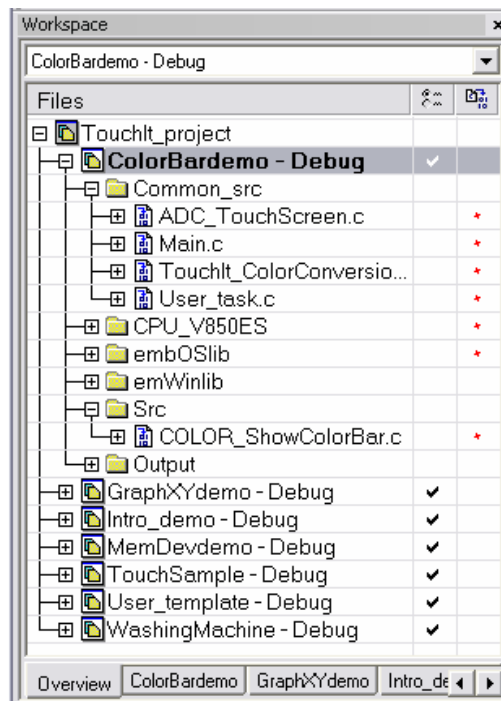 Workspace
ColorBardemo - Debug
Files
TouchIt_project
ColorBardemo - Debug
Common_src
ADC_TouchScreen.c
Main.c
TouchIt_ColorConversio...
User_task.c
CPU_V850ES
embOSlib
emWinlib
Src
COLOR_ShowColorBar.c
Output
GraphXYdemo - Debug
Intro_demo - Debug
MemDevdemo - Debug
TouchSample - Debug
User_template - Debug
WashingMachine - Debug
Overview ColorBardemo GraphXYdemo Intro_de